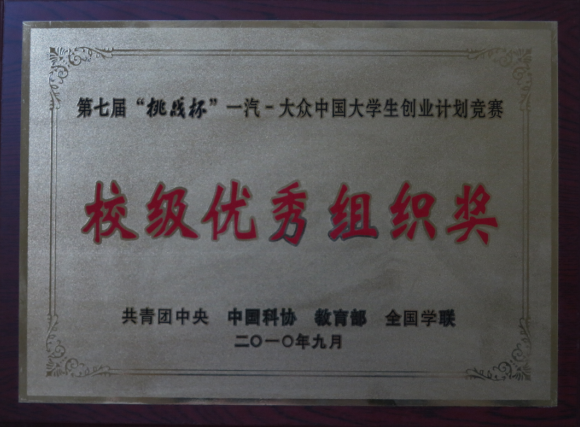 第七届“挑战杯”一汽-大众中国大学生创业计划竞赛
校级优秀组织奖
共青团中央 中国科协 教育部 全国学联
二〇一〇年九月